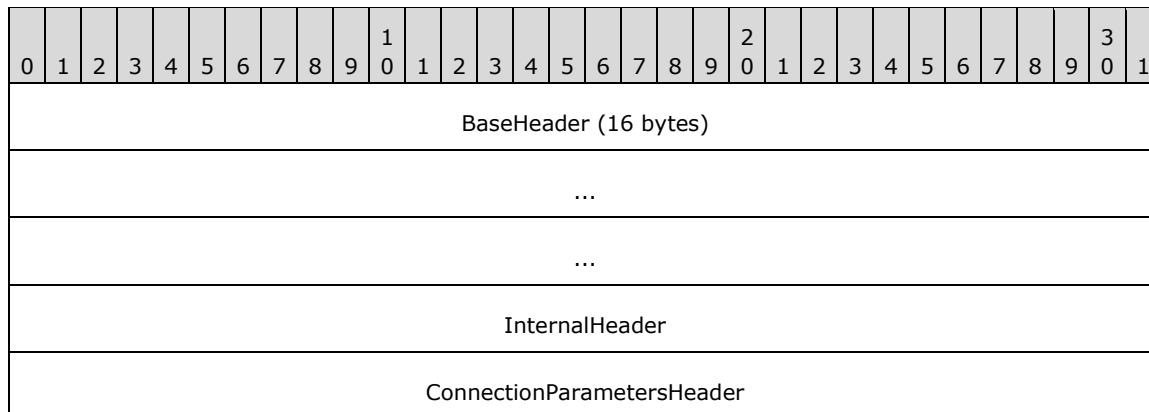 1 2 3
0 1 2 3 4 5 6 7 8 9 0 1 2 3 4 5 6 7 8 9 0 1 2 3 4 5 6 7 8 9 0 1
BaseHeader (16 bytes)
...
...
InternalHeader
ConnectionParametersHeader